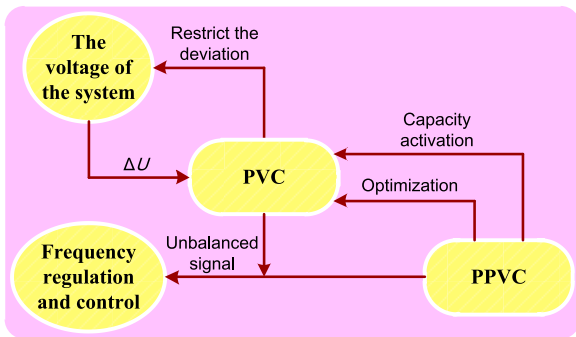 The
voltage of
the system
Restrict the
deviation
ΔU
PVC
Capacity
activation
Optimization
Unbalanced
signal
Frequency
regulation
and control
PPVC